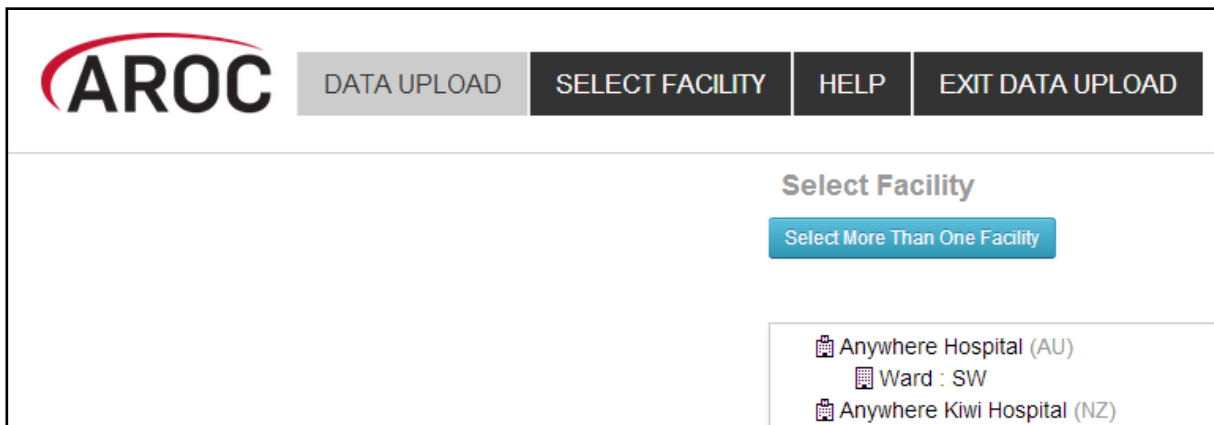 AROC DATA UPLOAD SELECT FACILITY HELP EXIT DATA UPLOAD
Select Facility
Select More Than One Facility
Anywhere Hospital (AU)
Ward : SW
Anywhere Kiwi Hospital (NZ)